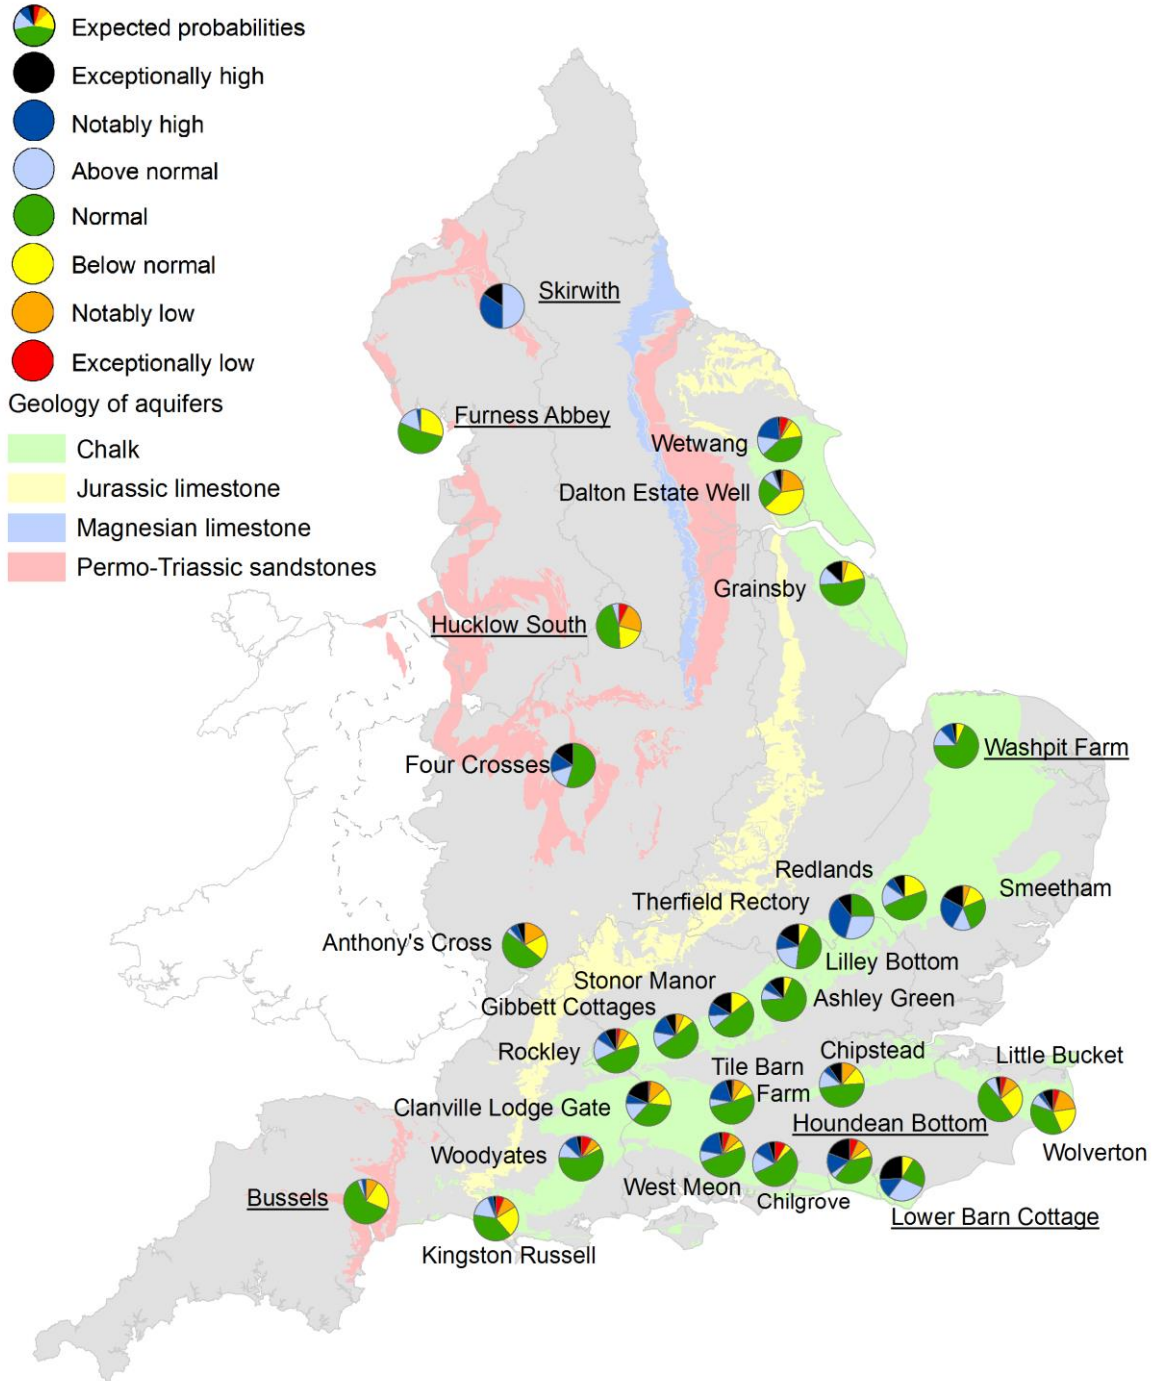 Expected probabilities
Exceptionally high
Notably high
Above normal
Normal
Below normal
Notably low
Exceptionally low
Geology of aquifers
Chalk
Jurassic limestone
Magnesian limestone
Permo-Triassic sandstones
Skirwith
Furness Abbey
Wetwang
Dalton Estate Well
Grainsby
Hucklow South
Four Crosses
Washpit Farm
Redlands
Smeetham
Therfield Rectory
Anthony's Cross
Lilley Bottom
Stonor Manor
Ashley Green
Gibbett Cottages
Rockley
Chipstead
Little Bucket
Tile Barn
Farm
Clanville Lodge Gate
Houndean Bottom
Wolverton
Woodyates
West Meon
Chilgrove
Bussels
Lower Barn Cottage
Kingston Russell